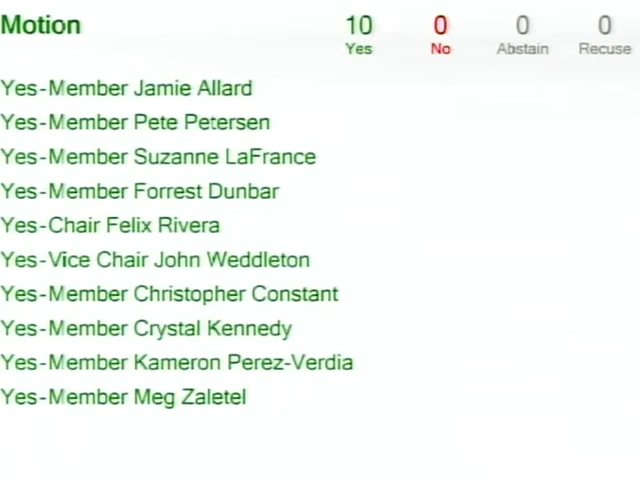 Motion 10 0 0 0
Yes No Abstain Recuse
Yes-Member Jamie Allard
Yes-Member Pete Petersen
Yes-Member Suzanne LaFrance
Yes-Member Forrest Dunbar
Yes-Chair Felix Rivera
Yes-Vice Chair John Weddleton
Yes-Member Christopher Constant
Yes-Member Crystal Kennedy
Yes-Member Kameron Perez-Verdia
Yes-Member Meg Zaletel